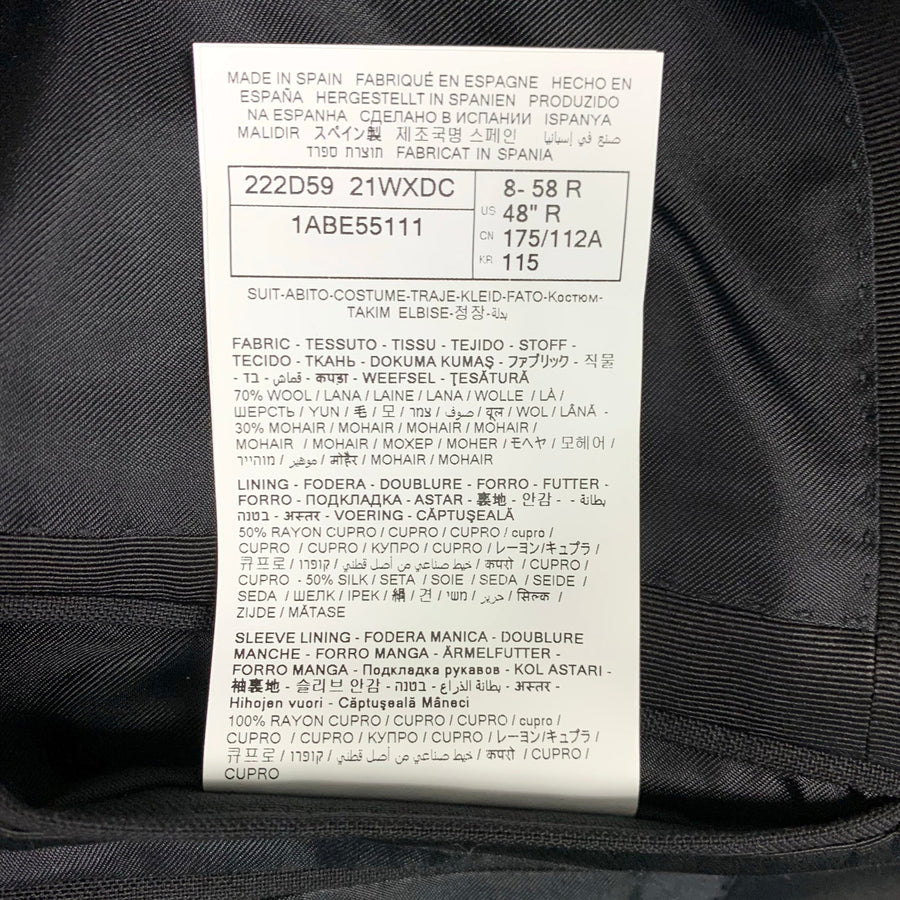 MADE IN SPAIN FABRIQUÉ EN ESPAGNE HECHO EN
ESPAÑA HERGESTELLT IN SPANIEN PRODUZIDO
NA ESPANHA СДЕЛАНО В ИСПАНИИ ISPANYA
MALIDIR スペイン製 제조국명 스페인 صنع في إسبانيا
תוצרת ספרד FABRICAT IN SPANIA
222D59 21WXDC
1ABE55111
8- 58 R
US 48" R
CN 175/112A
KR 115
SUIT-ABITO-COSTUME-TRAJE-KLEID-FATO-Костюм-
TAKIM ELBISE-정장-بدلة
FABRIC - TESSUTO - TISSU - TEJIDO - STOFF -
TECIDO - ТКАНЬ - DOKUMA KUMAŞ - ファブリック - 직물
- קماش - בד - कपड़ा - WEEFSEL - ŢESĂTURĂ
70% WOOL / LANA / LAINE / LANA / WOLLE / LÀ /
ШЕРСТЬ / YUN / 毛 / 모 / צמר / صوف / वूल / WOL / LÂNĂ -
30% MOHAIR / MOHAIR / MOHAIR / MOHAIR /
MOHAIR / MOHAIR / МОХЕР / MOHER / モヘヤ / 모헤어 /
מוהייר / موهير / मोहैर / MOHAIR / MOHAIR
LINING - FODERA - DOUBLURE - FORRO - FUTTER -
FORRO - ПОДКЛАДКА - ASTAR - 裏地 - 안감 - بطانة -
בטנה - अस्तर - VOERING - CĂPTUŞEALĂ
50% RAYON CUPRO / CUPRO / CUPRO / cupro /
CUPRO / CUPRO / КУПРО / CUPRO / レーヨン/キュプラ /
큐프로 / קופרו / خيط صناعي من أصل قطني / कपरो / CUPRO /
CUPRO - 50% SILK / SETA / SOIE / SEDA / SEIDE /
SEDA / ШЕЛК / IPEK / 絹 / 견 / משי / حرير / सिल्क /
ZIJDE / MĂTASE
SLEEVE LINING - FODERA MANICA - DOUBLURE
MANCHE - FORRO MANGA - ÄRMELFUTTER -
FORRO MANGA - Подкладка рукавов - KOL ASTARI -
袖裏地 - 슬리브 안감 - בטנה - بطانة الذراع - अस्तर -
Hihojen vuori - Căptuşeală Mâneci
100% RAYON CUPRO / CUPRO / CUPRO / cupro /
CUPRO / CUPRO / КУПРО / CUPRO / レーヨン/キュプラ /
큐프로 / קופרו / خيط صناعي من أصل قطني / कपरो / CUPRO /
CUPRO